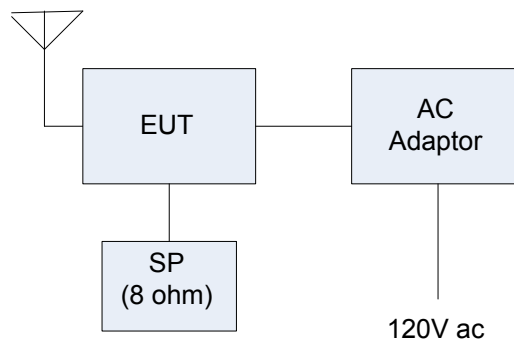 EUT
AC
Adaptor
SP
(8 ohm)
120V ac